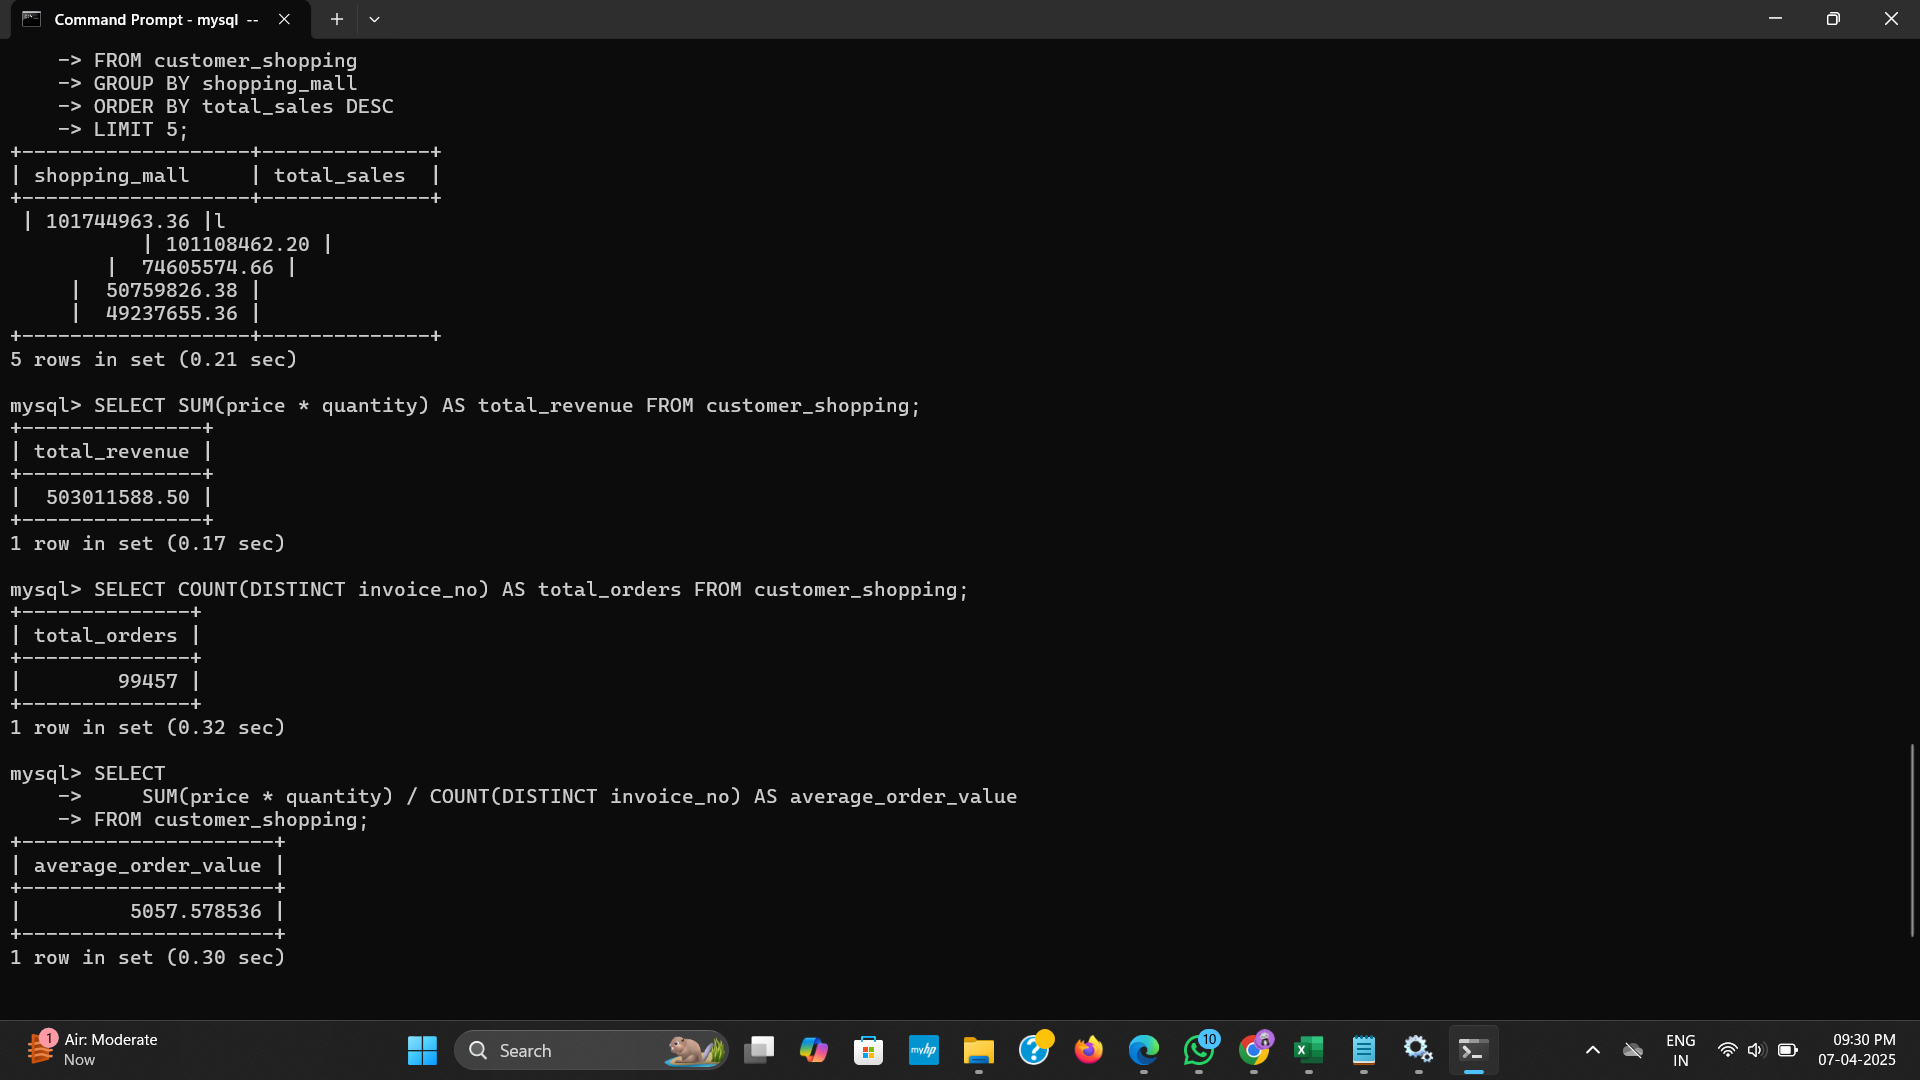 Command Prompt - mysql --
    -> FROM customer_shopping
    -> GROUP BY shopping_mall
    -> ORDER BY total_sales DESC
    -> LIMIT 5;
+-------------------+--------------+
| shopping_mall     | total_sales  |
+-------------------+--------------+
 | 101744963.36 |l
           | 101108462.20 |
        |  74605574.66 |
     |  50759826.38 |
     |  49237655.36 |
+-------------------+--------------+
5 rows in set (0.21 sec)
mysql> SELECT SUM(price * quantity) AS total_revenue FROM customer_shopping;
+---------------+
| total_revenue |
+---------------+
|  503011588.50 |
+---------------+
1 row in set (0.17 sec)
mysql> SELECT COUNT(DISTINCT invoice_no) AS total_orders FROM customer_shopping;
+--------------+
| total_orders |
+--------------+
|        99457 |
+--------------+
1 row in set (0.32 sec)
mysql> SELECT
    ->     SUM(price * quantity) / COUNT(DISTINCT invoice_no) AS average_order_value
    -> FROM customer_shopping;
+---------------------+
| average_order_value |
+---------------------+
|         5057.578536 |
+---------------------+
1 row in set (0.30 sec)
1
Air: Moderate
Now
Search
myhp
10
ENG
IN
09:30 PM
07-04-2025